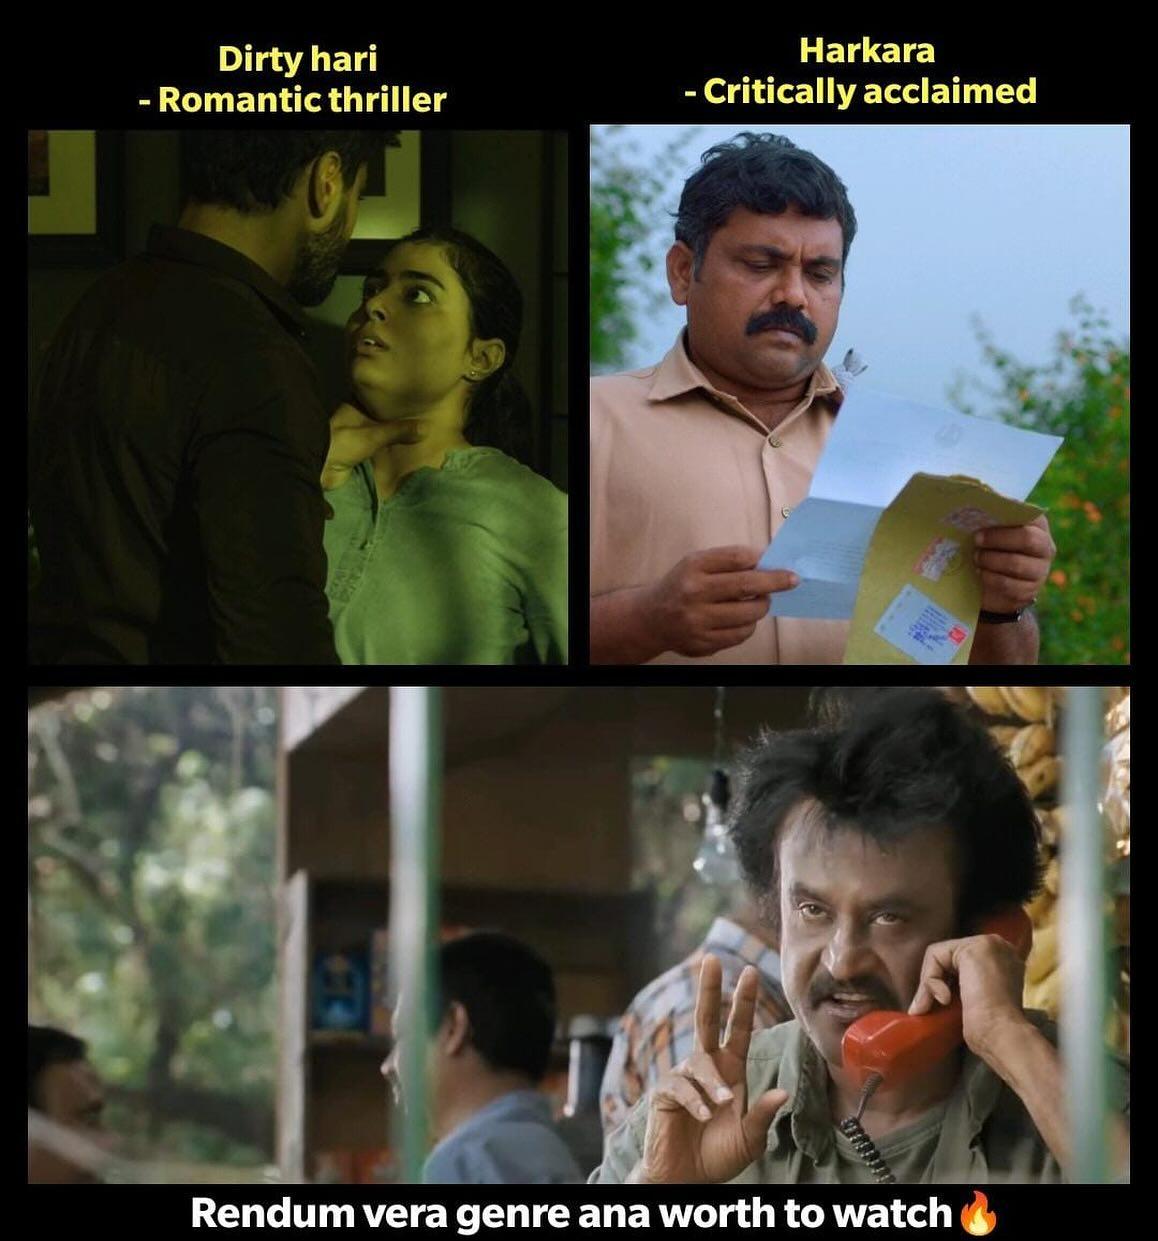 Dirty hari
- Romantic thriller
Harkara
- Critically acclaimed
Rendum vera genre ana worth to watch🔥